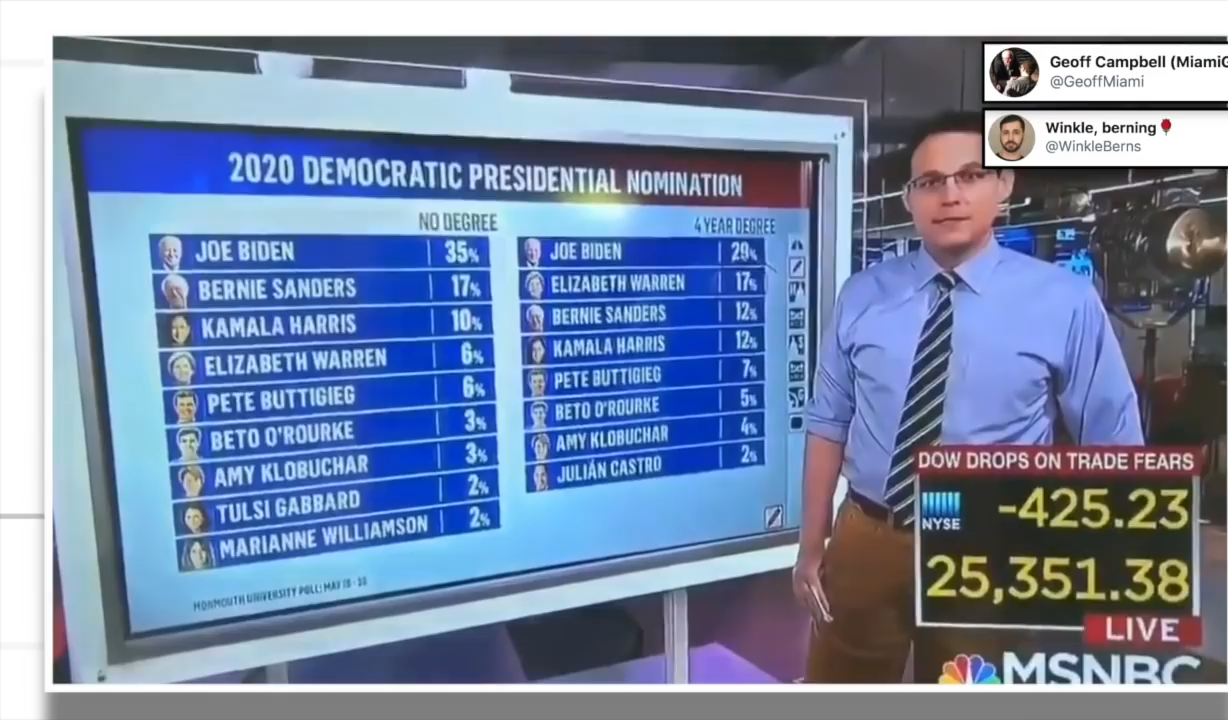 Geoff Campbell (MiamiG
@GeoffMiami
Winkle, berning🌹
@WinkleBerns
2020 DEMOCRATIC PRESIDENTIAL NOMINATION
NO DEGREE
JOE BIDEN 35%
BERNIE SANDERS 17%
KAMALA HARRIS 10%
ELIZABETH WARREN 6%
PETE BUTTIGIEG 6%
BETO O'ROURKE 3%
AMY KLOBUCHAR 3%
TULSI GABBARD 2%
MARIANNE WILLIAMSON 2%
4 YEAR DEGREE
JOE BIDEN 29%
ELIZABETH WARREN 17%
BERNIE SANDERS 12%
KAMALA HARRIS 12%
PETE BUTTIGIEG 7%
BETO O'ROURKE 5%
AMY KLOBUCHAR 4%
JULIÁN CASTRO 2%
MONMOUTH UNIVERSITY POLL: MAY
DOW DROPS ON TRADE FEARS
NYSE -425.23
25,351.38
LIVE
MSNBC